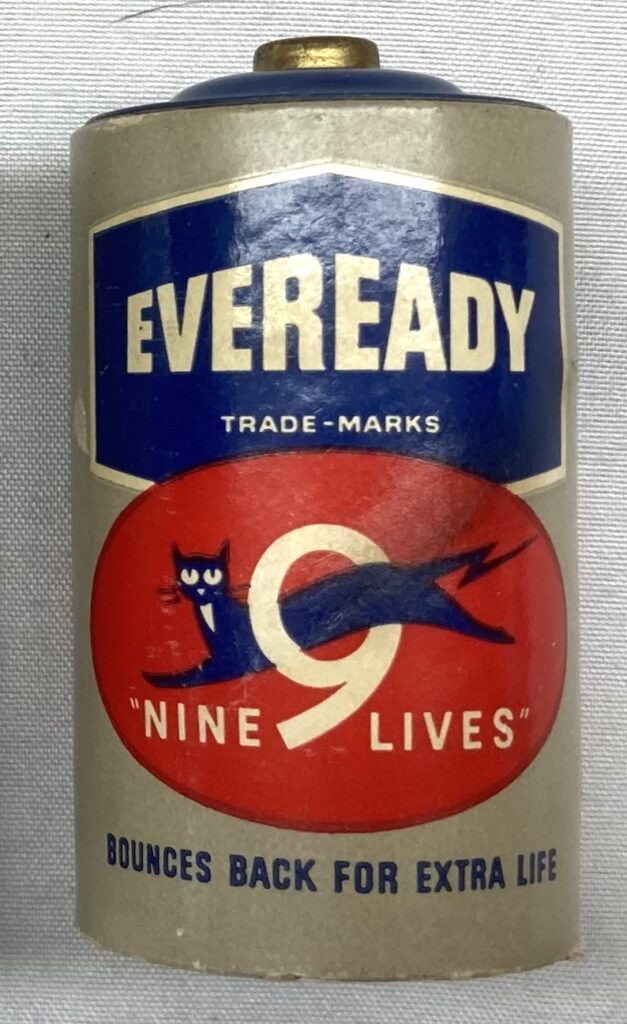 EVEREADY
TRADE-MARKS
9
"NINE LIVES"
BOUNCES BACK FOR EXTRA LIFE